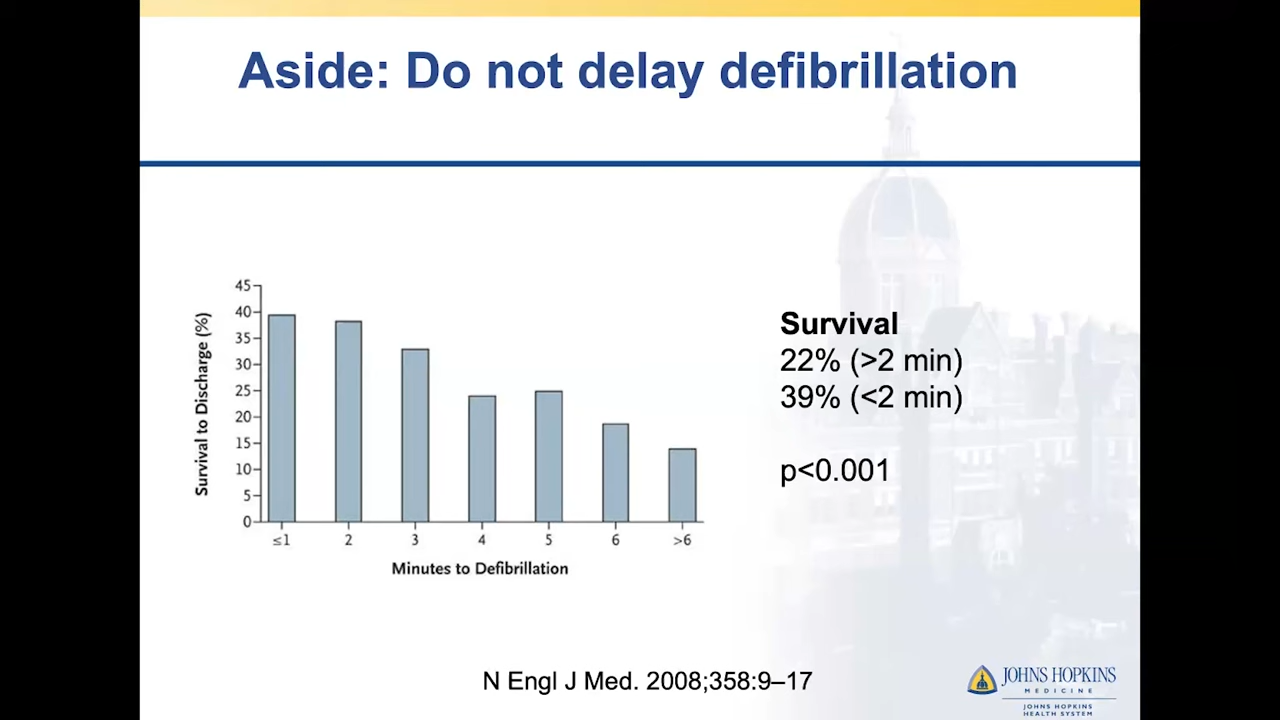 Aside: Do not delay defibrillation
Survival to Discharge (%)
45
40
35
30
25
20
15
10
5
0
≤1 2 3 4 5 6 >6
Minutes to Defibrillation
Survival
22% (>2 min)
39% (<2 min)
p<0.001
N Engl J Med. 2008;358:9–17
JOHNS HOPKINS
MEDICINE
JOHNS HOPKINS
HEALTH SYSTEM